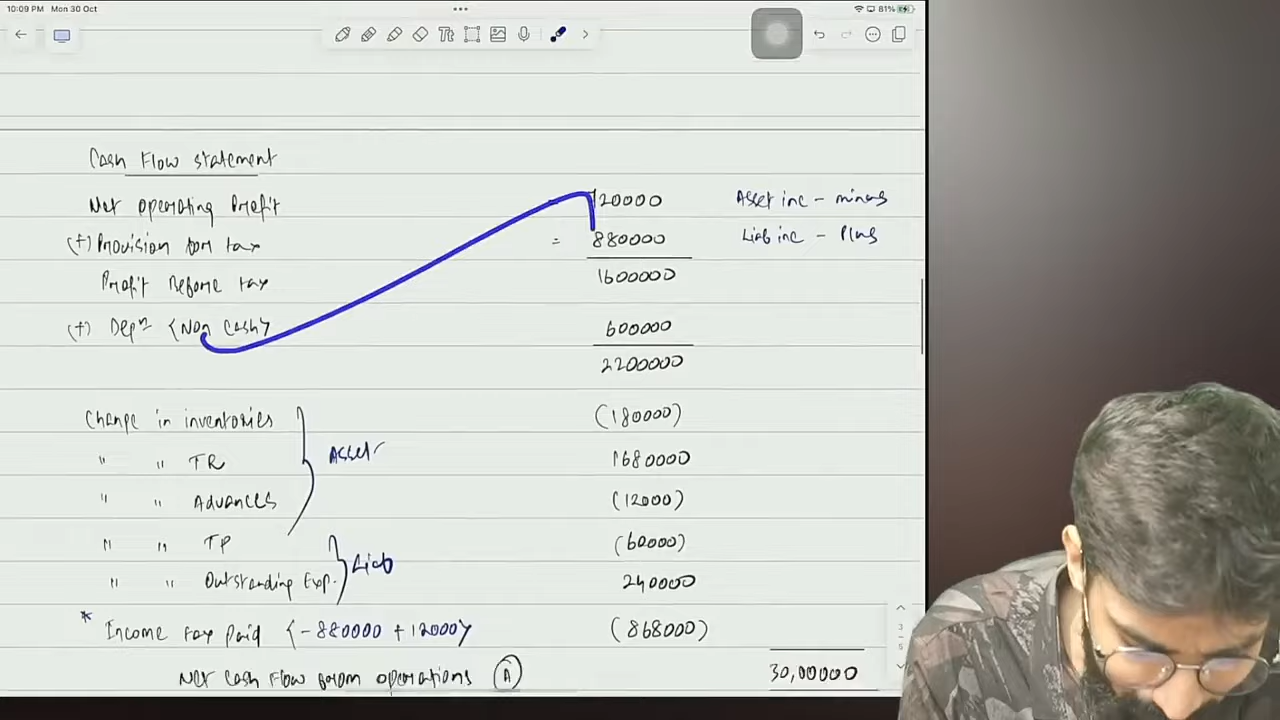 10:09 PM Mon 30 Oct
81%
Cash Flow statement
Net operating Profit 720000 Asset inc - minus
(+) Provision for tax = 880000 Liab inc - Plus
Profit Before tax 1600000
(+) Depn {Non Cash} 600000
2200000
Change in inventories (180000)
" " TR 1680000
Asset
" " Advances (12000)
" " TP (60000)
Liab
" " Outstanding Exp. 240000
* Income tax paid {-880000 + 12000} (868000)
Net Cash Flow from operations (A) 30,00000